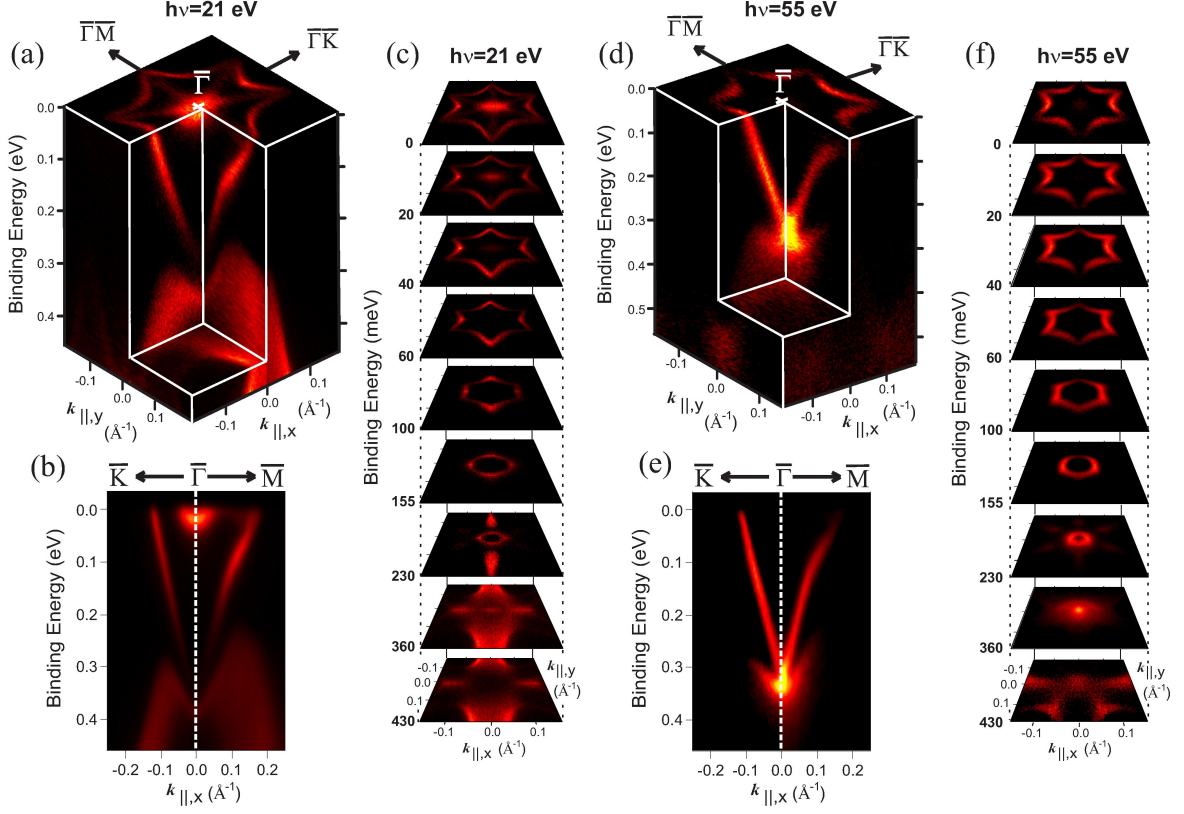 hν=21 eV
(a)
Γ̅M̅
Γ̅K̅
Γ̅
0.0
0.1
0.2
0.3
0.4
Binding Energy (eV)
-0.1
0.0
0.1
k ||,y (Å⁻¹)
-0.1
0.0
0.1
k ||,x (Å⁻¹)
(b)
K̅ Γ̅ M̅
0.0
0.1
0.2
0.3
0.4
Binding Energy (eV)
-0.2 -0.1 0.0 0.1 0.2
k ||,x (Å⁻¹)
(c)
hν=21 eV
0
20
40
60
100
155
230
360
430
Binding Energy (meV)
k ||,y (Å⁻¹)
-0.1
0.0
0.1
-0.1 0.0 0.1
k ||,x (Å⁻¹)
hν=55 eV
(d)
Γ̅M̅
Γ̅K̅
Γ̅
0.0
0.1
0.2
0.3
0.4
0.5
Binding Energy (eV)
-0.1
0.0
0.1
k ||,y (Å⁻¹)
-0.1
0.0
0.1
k ||,x (Å⁻¹)
(e)
K̅ Γ̅ M̅
0.0
0.1
0.2
0.3
0.4
Binding Energy (eV)
-0.2 -0.1 0.0 0.1 0.2
k ||,x (Å⁻¹)
(f)
hν=55 eV
0
20
40
60
100
155
230
360
430
Binding Energy (meV)
k ||,y (Å⁻¹)
-0.1
0.0
0.1
-0.1 0.0 0.1
k ||,x (Å⁻¹)